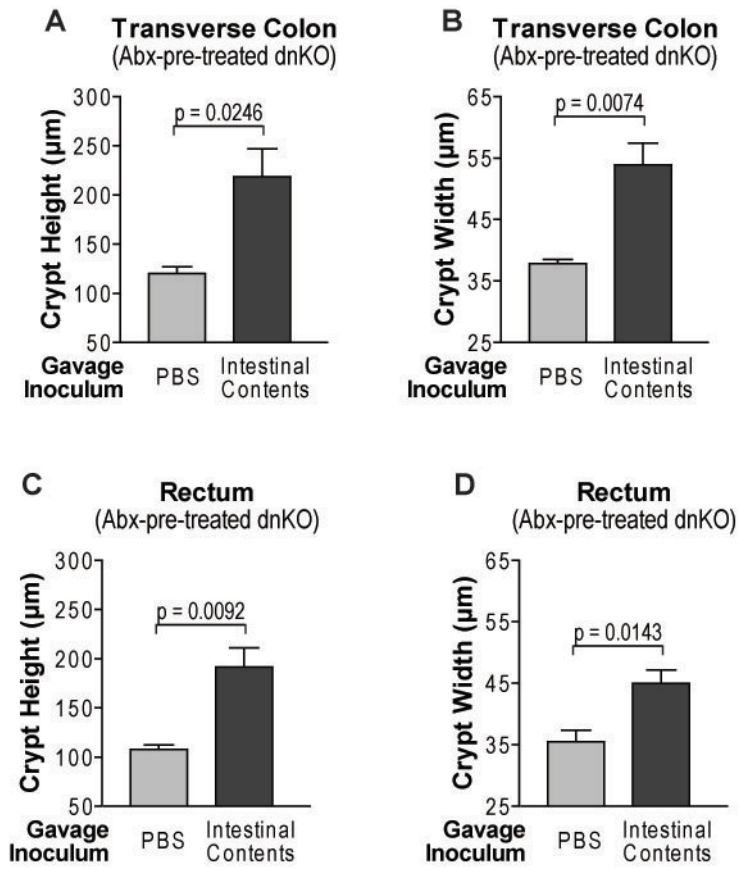 A
Transverse Colon
(Abx-pre-treated dnKO)
Crypt Height (µm)
300
250
200
150
100
50
p = 0.0246
Gavage
Inoculum
PBS
Intestinal
Contents
B
Transverse Colon
(Abx-pre-treated dnKO)
Crypt Width (µm)
65
55
45
35
25
p = 0.0074
Gavage
Inoculum
PBS
Intestinal
Contents
C
Rectum
(Abx-pre-treated dnKO)
Crypt Height (µm)
300
250
200
150
100
50
p = 0.0092
Gavage
Inoculum
PBS
Intestinal
Contents
D
Rectum
(Abx-pre-treated dnKO)
Crypt Width (µm)
65
55
45
35
25
p = 0.0143
Gavage
Inoculum
PBS
Intestinal
Contents